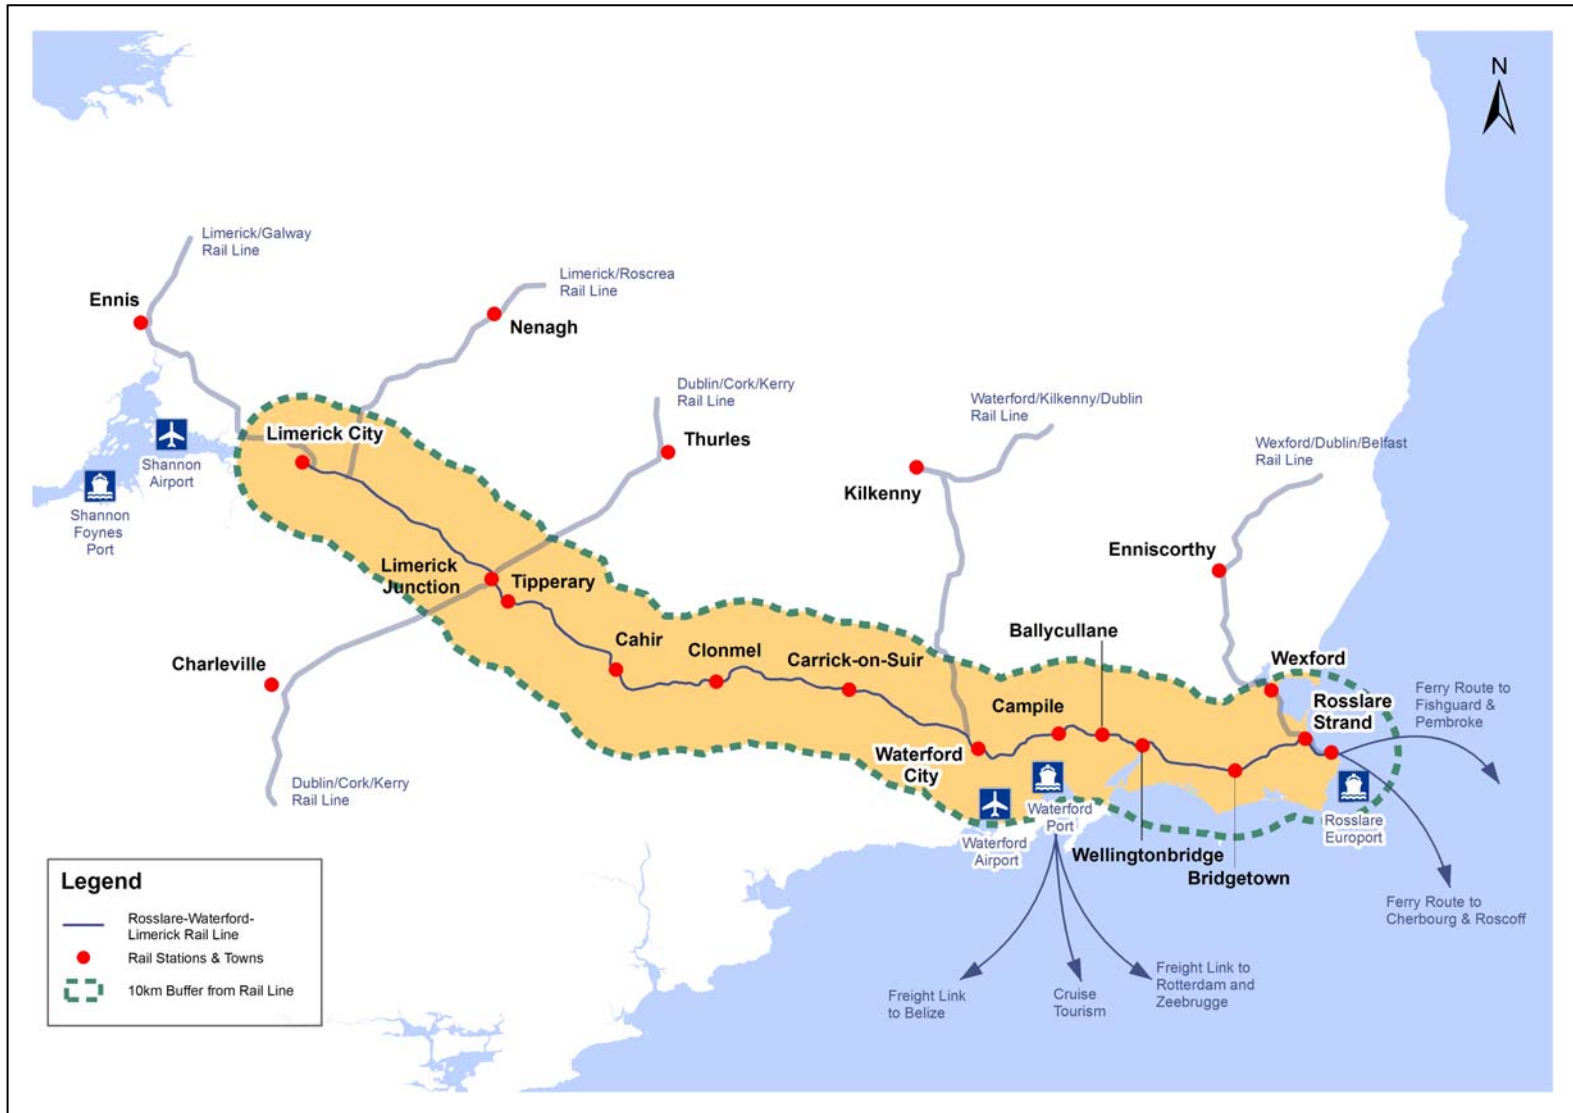 N
Limerick/Galway
Rail Line
Ennis
Limerick/Roscrea
Rail Line
Nenagh
Dublin/Cork/Kerry
Rail Line
Thurles
Waterford/Kilkenny/Dublin
Rail Line
Kilkenny
Wexford/Dublin/Belfast
Rail Line
Enniscorthy
Limerick City
Shannon
Airport
Shannon
Foynes
Port
Limerick
Junction
Tipperary
Charleville
Dublin/Cork/Kerry
Rail Line
Cahir
Clonmel
Carrick-on-Suir
Ballycullane
Campile
Waterford
City
Wexford
Rosslare
Strand
Ferry Route to
Fishguard &
Pembroke
Waterford
Airport
Waterford
Port
Wellingtonbridge
Bridgetown
Rosslare
Europort
Ferry Route to
Cherbourg & Roscoff
Freight Link
to Belize
Cruise
Tourism
Freight Link to
Rotterdam and
Zeebrugge
Legend
Rosslare-Waterford-
Limerick Rail Line
Rail Stations & Towns
10km Buffer from Rail Line